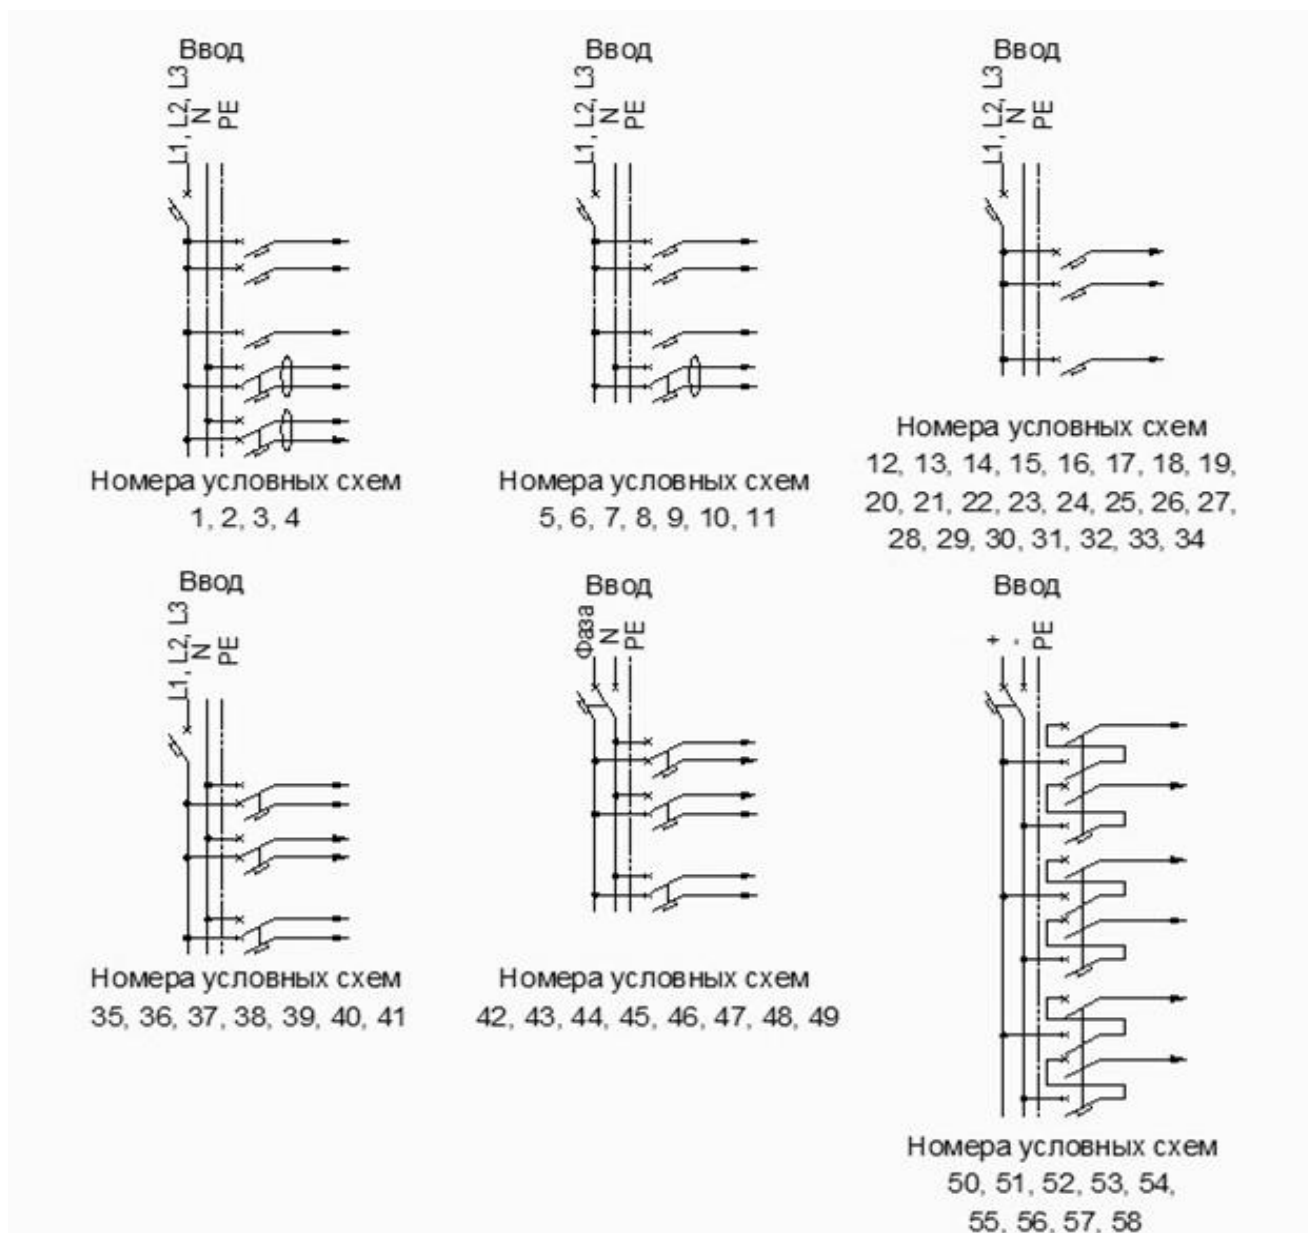 Ввод
L1, L2, L3
N
PE
Номера условных схем
1, 2, 3, 4
Ввод
L1, L2, L3
N
PE
Номера условных схем
5, 6, 7, 8, 9, 10, 11
Ввод
L1, L2, L3
N
PE
Номера условных схем
12, 13, 14, 15, 16, 17, 18, 19,
20, 21, 22, 23, 24, 25, 26, 27,
28, 29, 30, 31, 32, 33, 34
Ввод
L1, L2, L3
N
PE
Номера условных схем
35, 36, 37, 38, 39, 40, 41
Ввод
Фаза
N
PE
Номера условных схем
42, 43, 44, 45, 46, 47, 48, 49
Ввод
+
-
PE
Номера условных схем
50, 51, 52, 53, 54,
55, 56, 57, 58